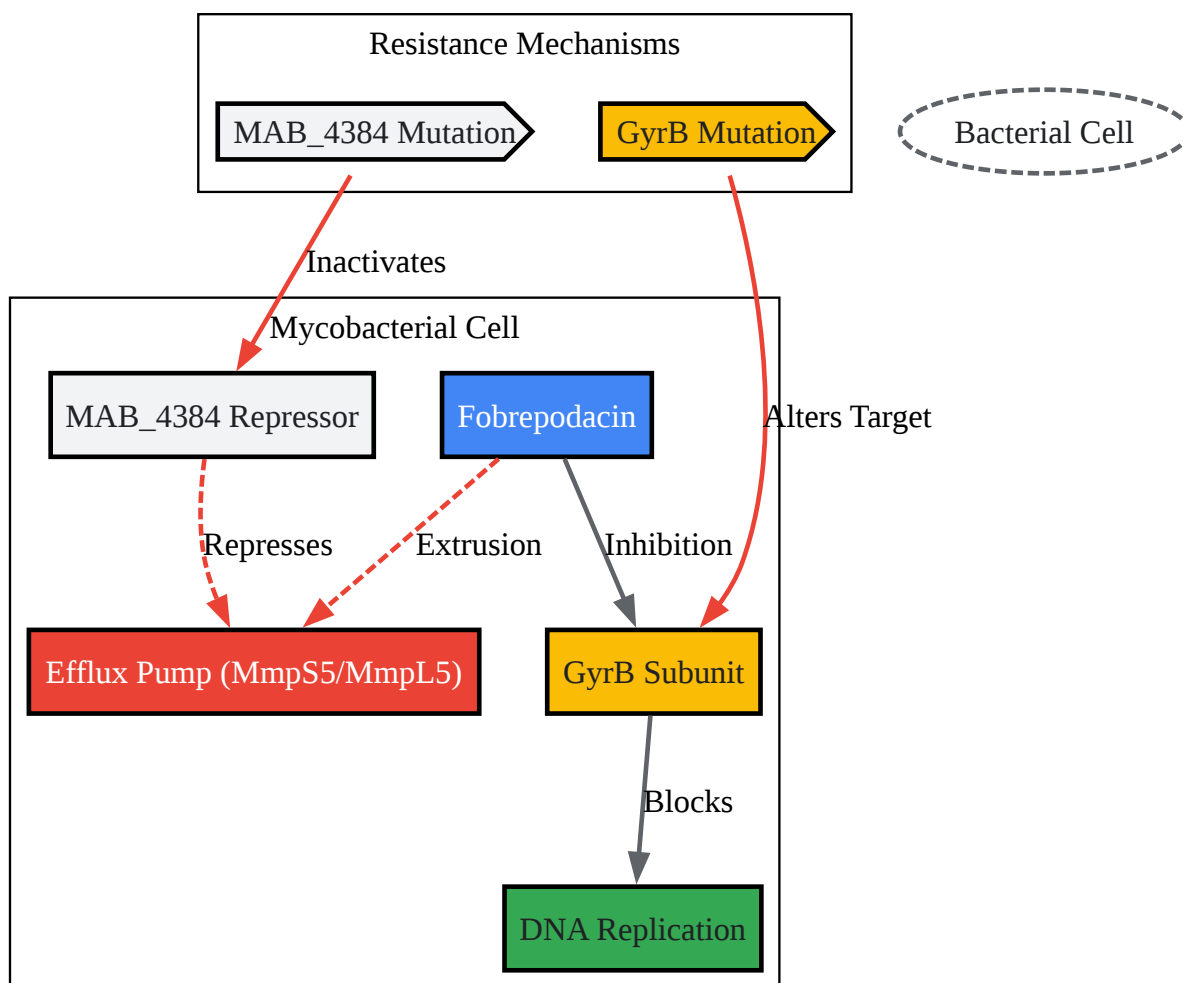 Resistance Mechanisms
MAB_4384 Mutation
GyrB Mutation
Bacterial Cell
Inactivates
Mycobacterial Cell
MAB_4384 Repressor
Fobrepodacin
Alters Target
Represses
Extrusion
Inhibition
Efflux Pump (MmpS5/MmpL5)
GyrB Subunit
Blocks
DNA Replication